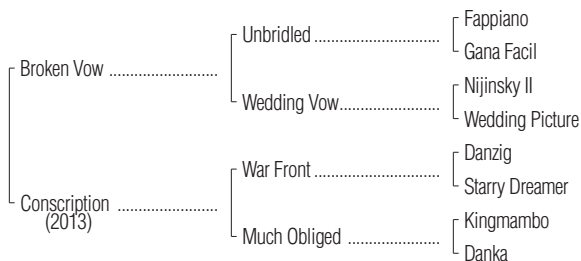 Fappiano
Unbridled ..............................
Gana Facil
Broken Vow ..........................
Nijinsky II
Wedding Vow........................
Wedding Picture
Danzig
War Front ..............................
Starry Dreamer
Conscription ........................
(2013)
Kingmambo
Much Obliged ......................
Danka